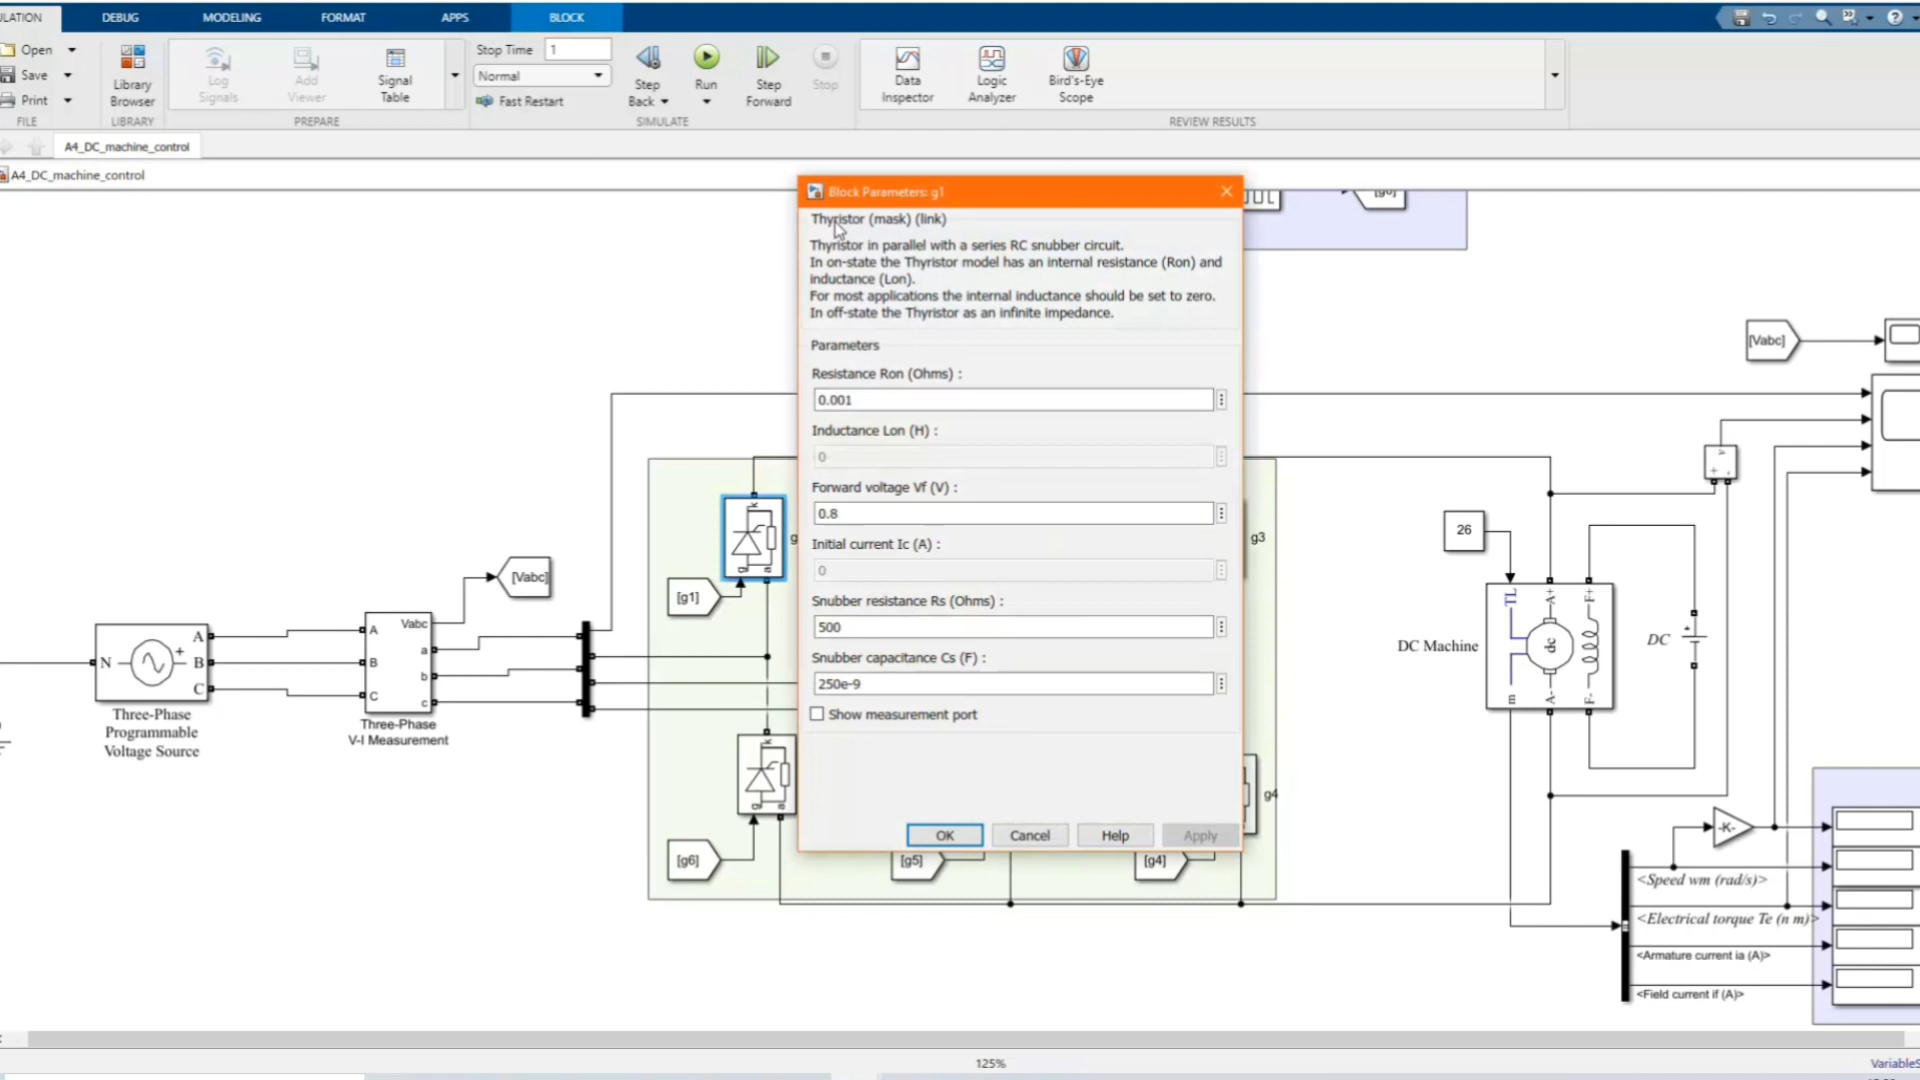 ULATION
DEBUG
MODELING
FORMAT
APPS
BLOCK
Open
Save
Print
FILE
Library
Browser
LIBRARY
Log
Signals
Add
Viewer
Signal
Table
PREPARE
Stop Time 1
Normal
Fast Restart
Step
Back
Run
Step
Forward
Stop
SIMULATE
Data
Inspector
Logic
Analyzer
Bird's-Eye
Scope
REVIEW RESULTS
A4_DC_machine_control
A4_DC_machine_control
Block Parameters: g1
Thyristor (mask) (link)
Thyristor in parallel with a series RC snubber circuit.
In on-state the Thyristor model has an internal resistance (Ron) and
inductance (Lon).
For most applications the internal inductance should be set to zero.
In off-state the Thyristor as an infinite impedance.
Parameters
Resistance Ron (Ohms) :
0.001
Inductance Lon (H) :
0
Forward voltage Vf (V) :
0.8
Initial current Ic (A) :
0
Snubber resistance Rs (Ohms) :
500
Snubber capacitance Cs (F) :
250e-9
Show measurement port
OK
Cancel
Help
Apply
N
A
B
C
Three-Phase
Programmable
Voltage Source
A
B
C
Vabc
a
b
c
Three-Phase
V-I Measurement
[Vabc]
k
g
a
[g1]
k
g
a
[g6]
[g5]
[g4]
g3
g4
[Vabc]
v
+
-
26
TL
A+
F+
dc
m
A-
F-
DC Machine
DC
-K-
<Speed wm (rad/s)>
<Electrical torque Te (n m)>
<Armature current ia (A)>
<Field current if (A)>
125%
VariableS